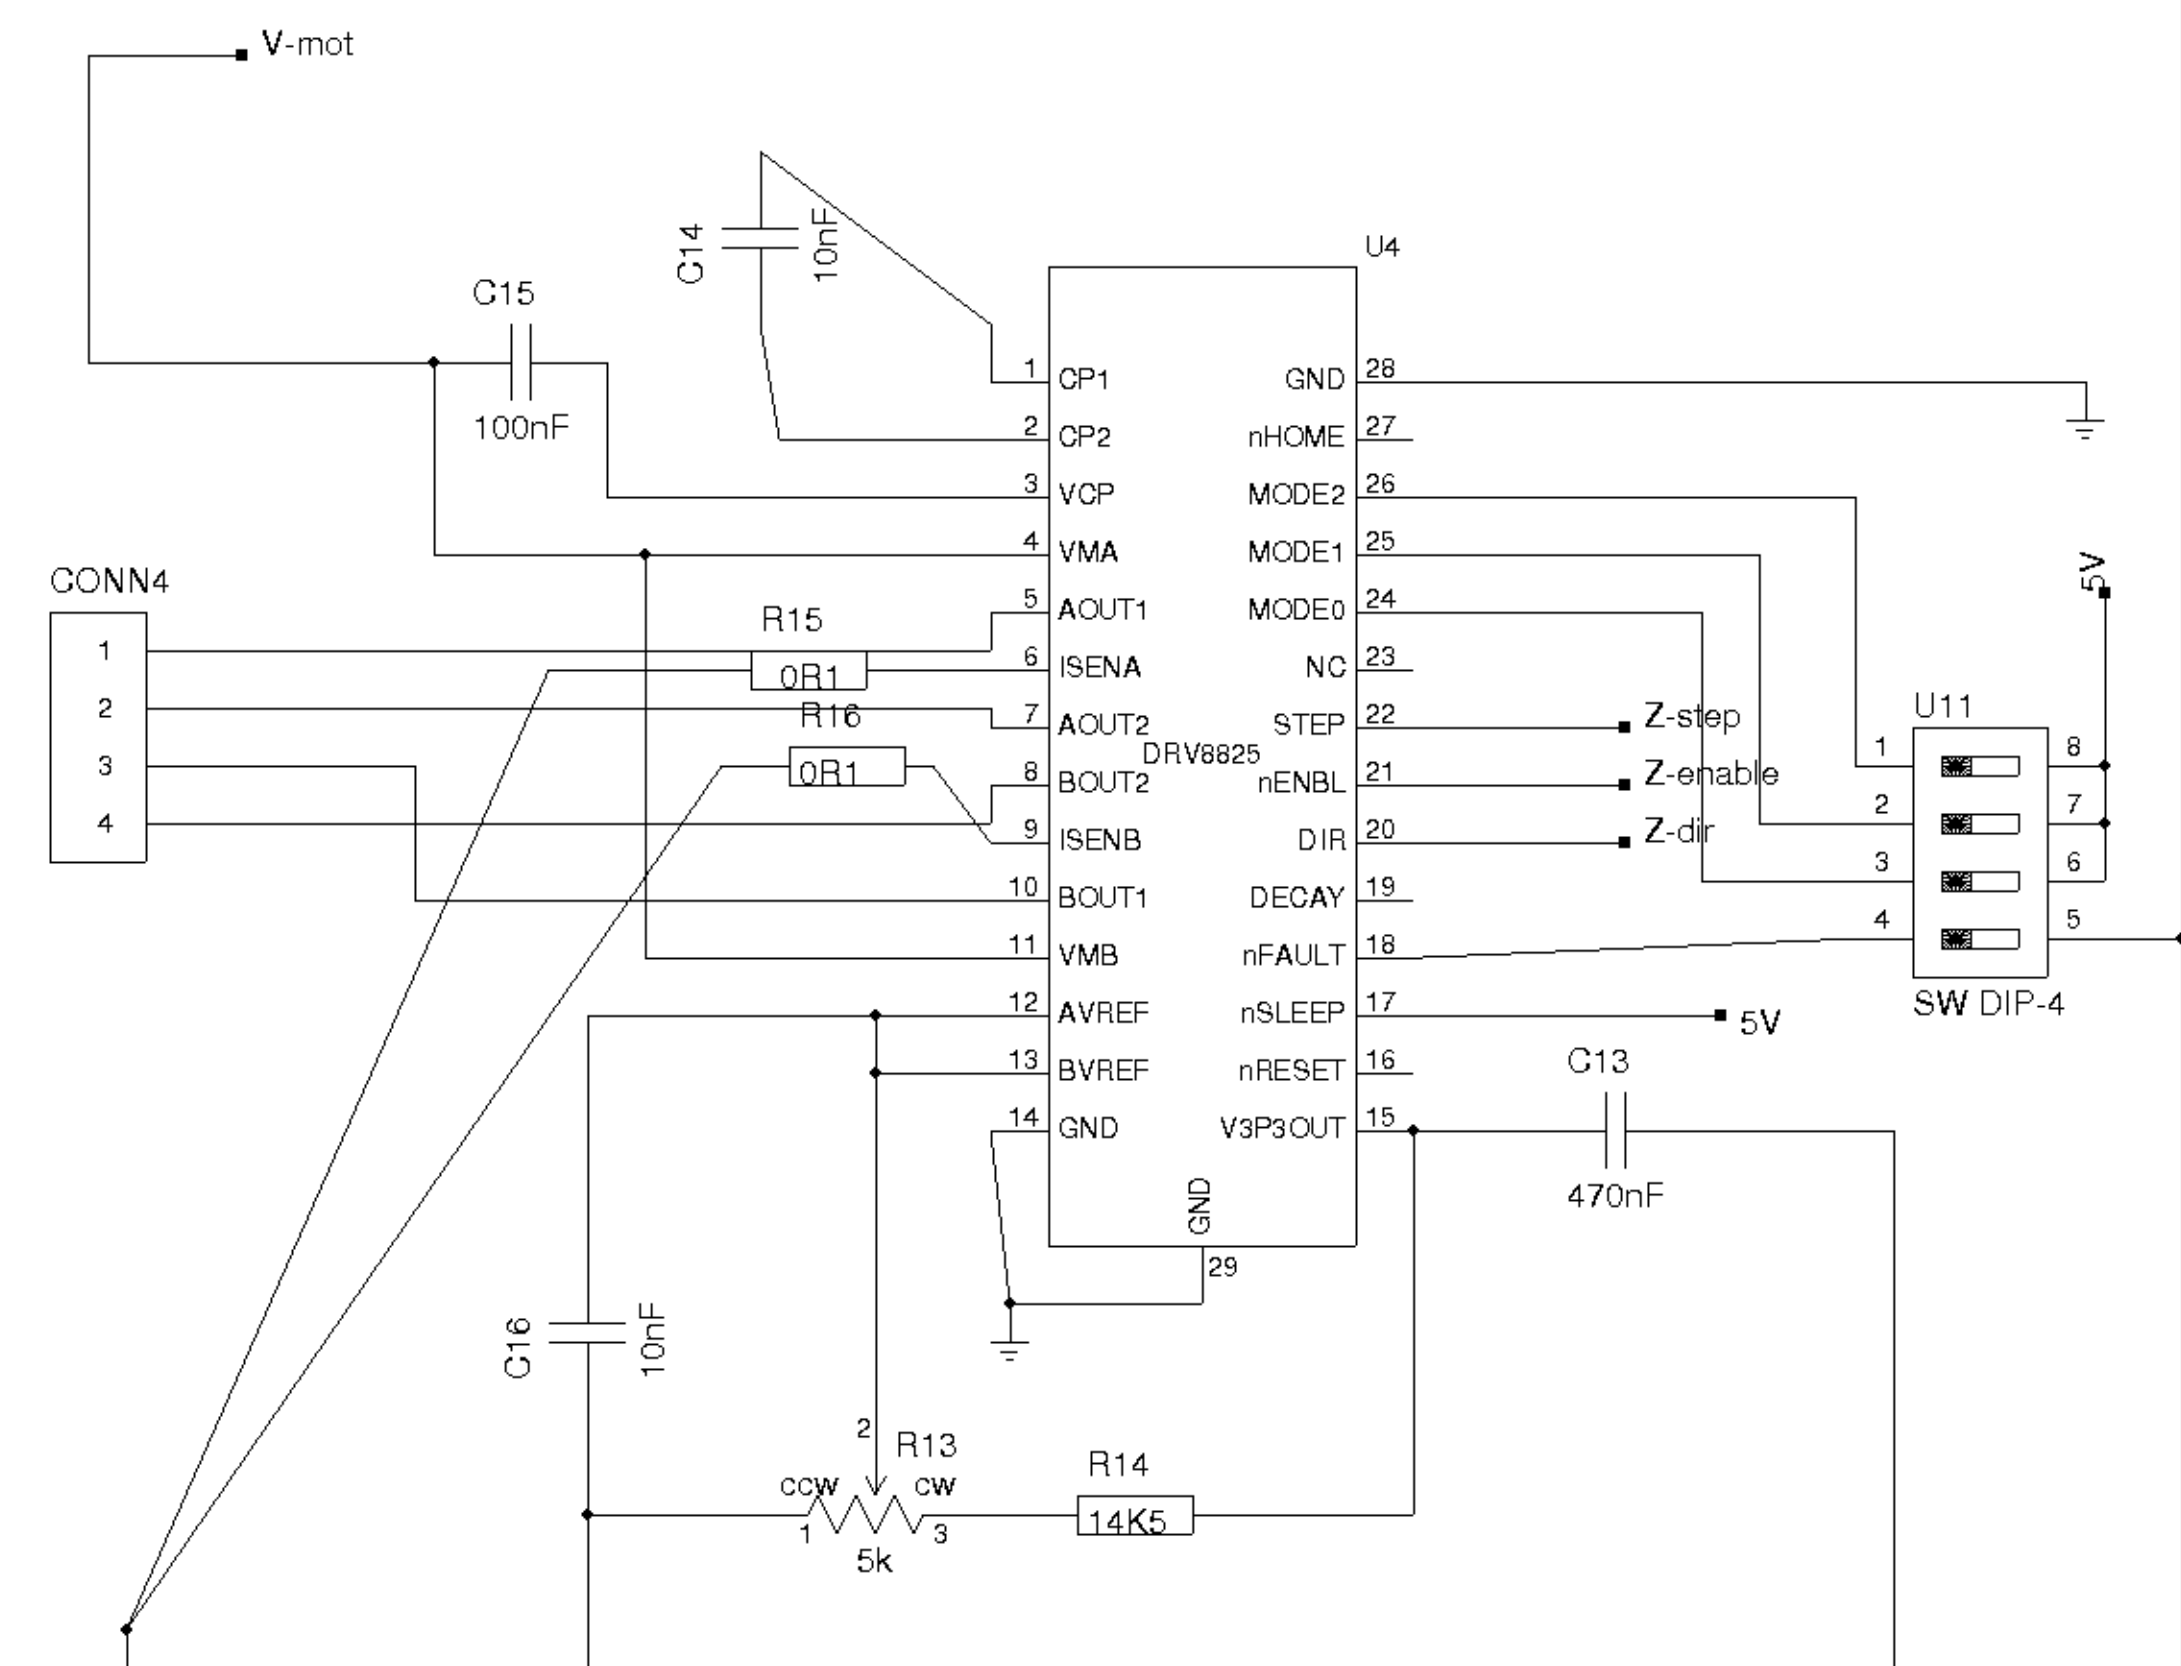 V-mot
C14
10nF
U4
C15
100nF
1 CP1
2 CP2
3 VCP
4 VMA
5 AOUT1
6 ISENA
7 AOUT2
8 BOUT2
9 ISENB
10 BOUT1
11 VMB
12 AVREF
13 BVREF
14 GND
DRV8825
GND 28
nHOME 27
MODE2 26
MODE1 25
MODE0 24
NC 23
STEP 22
nENBL 21
DIR 20
DECAY 19
nFAULT 18
nSLEEP 17
nRESET 16
V3P3OUT 15
GND
29
CONN4
1
2
3
4
R15
0R1
R16
0R1
Z-step
Z-enable
Z-dir
5V
U11
1 8
2 7
3 6
4 5
SW DIP-4
5V
C13
470nF
C16
10nF
2
R13
ccw cw
1 3
5k
R14
14K5